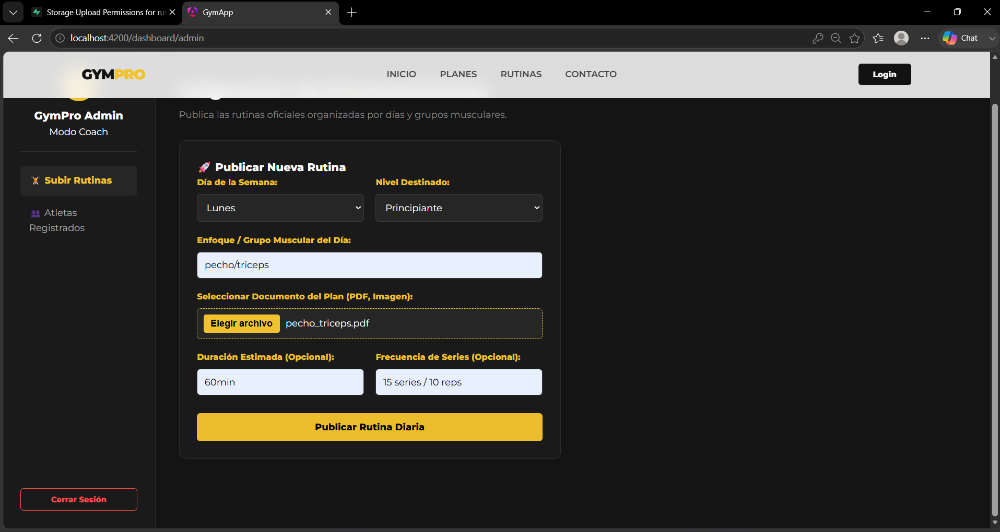 Storage Upload Permissions for ru
GymApp
localhost:4200/dashboard/admin
Chat
GYMPRO
INICIO
PLANES
RUTINAS
CONTACTO
Login
GymPro Admin
Modo Coach
Subir Rutinas
Atletas
Registrados
Cerrar Sesión
Publica las rutinas oficiales organizadas por días y grupos musculares.
Publicar Nueva Rutina
Día de la Semana:
Nivel Destinado:
Lunes
Principiante
Enfoque / Grupo Muscular del Día:
pecho/triceps
Seleccionar Documento del Plan (PDF, Imagen):
Elegir archivo pecho_triceps.pdf
Duración Estimada (Opcional):
Frecuencia de Series (Opcional):
60min
15 series / 10 reps
Publicar Rutina Diaria